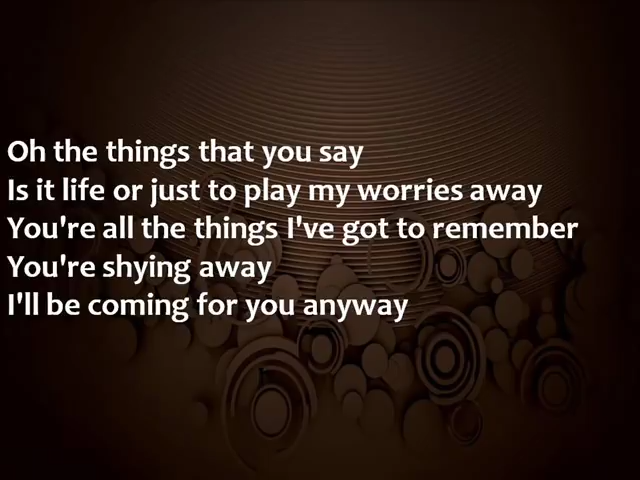 Oh the things that you say
Is it life or just to play my worries away
You're all the things I've got to remember
You're shying away
I'll be coming for you anyway